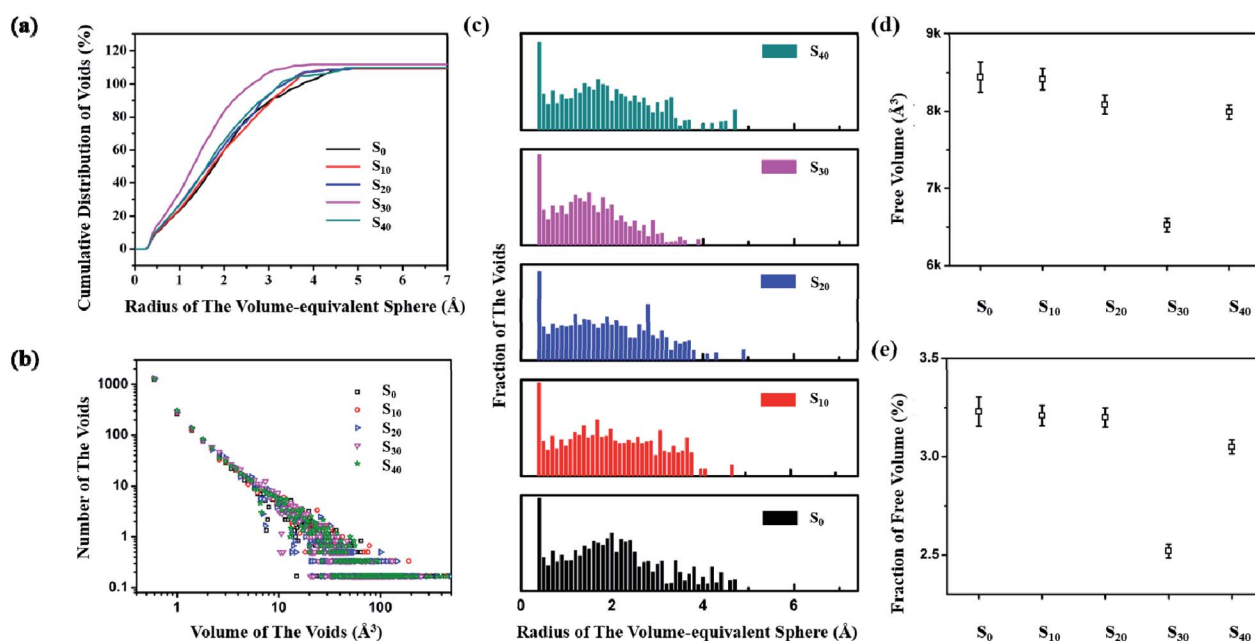 (a)
Cumulative Distribution of Voids (%)
120
100
80
60
40
20
0
S₀
S₁₀
S₂₀
S₃₀
S₄₀
0 1 2 3 4 5 6 7
Radius of The Volume-equivalent Sphere (Å)
(b)
Number of The Voids
1000
100
10
1
0.1
S₀
S₁₀
S₂₀
S₃₀
S₄₀
1 10 100
Volume of The Voids (Å³)
(c)
Fraction of The Voids
S₄₀
S₃₀
S₂₀
S₁₀
S₀
0 2 4 6
Radius of The Volume-equivalent Sphere (Å)
(d)
Free Volume (Å³)
9k
8k
7k
6k
S₀ S₁₀ S₂₀ S₃₀ S₄₀
(e)
Fraction of Free Volume (%)
3.5
3.0
2.5
S₀ S₁₀ S₂₀ S₃₀ S₄₀